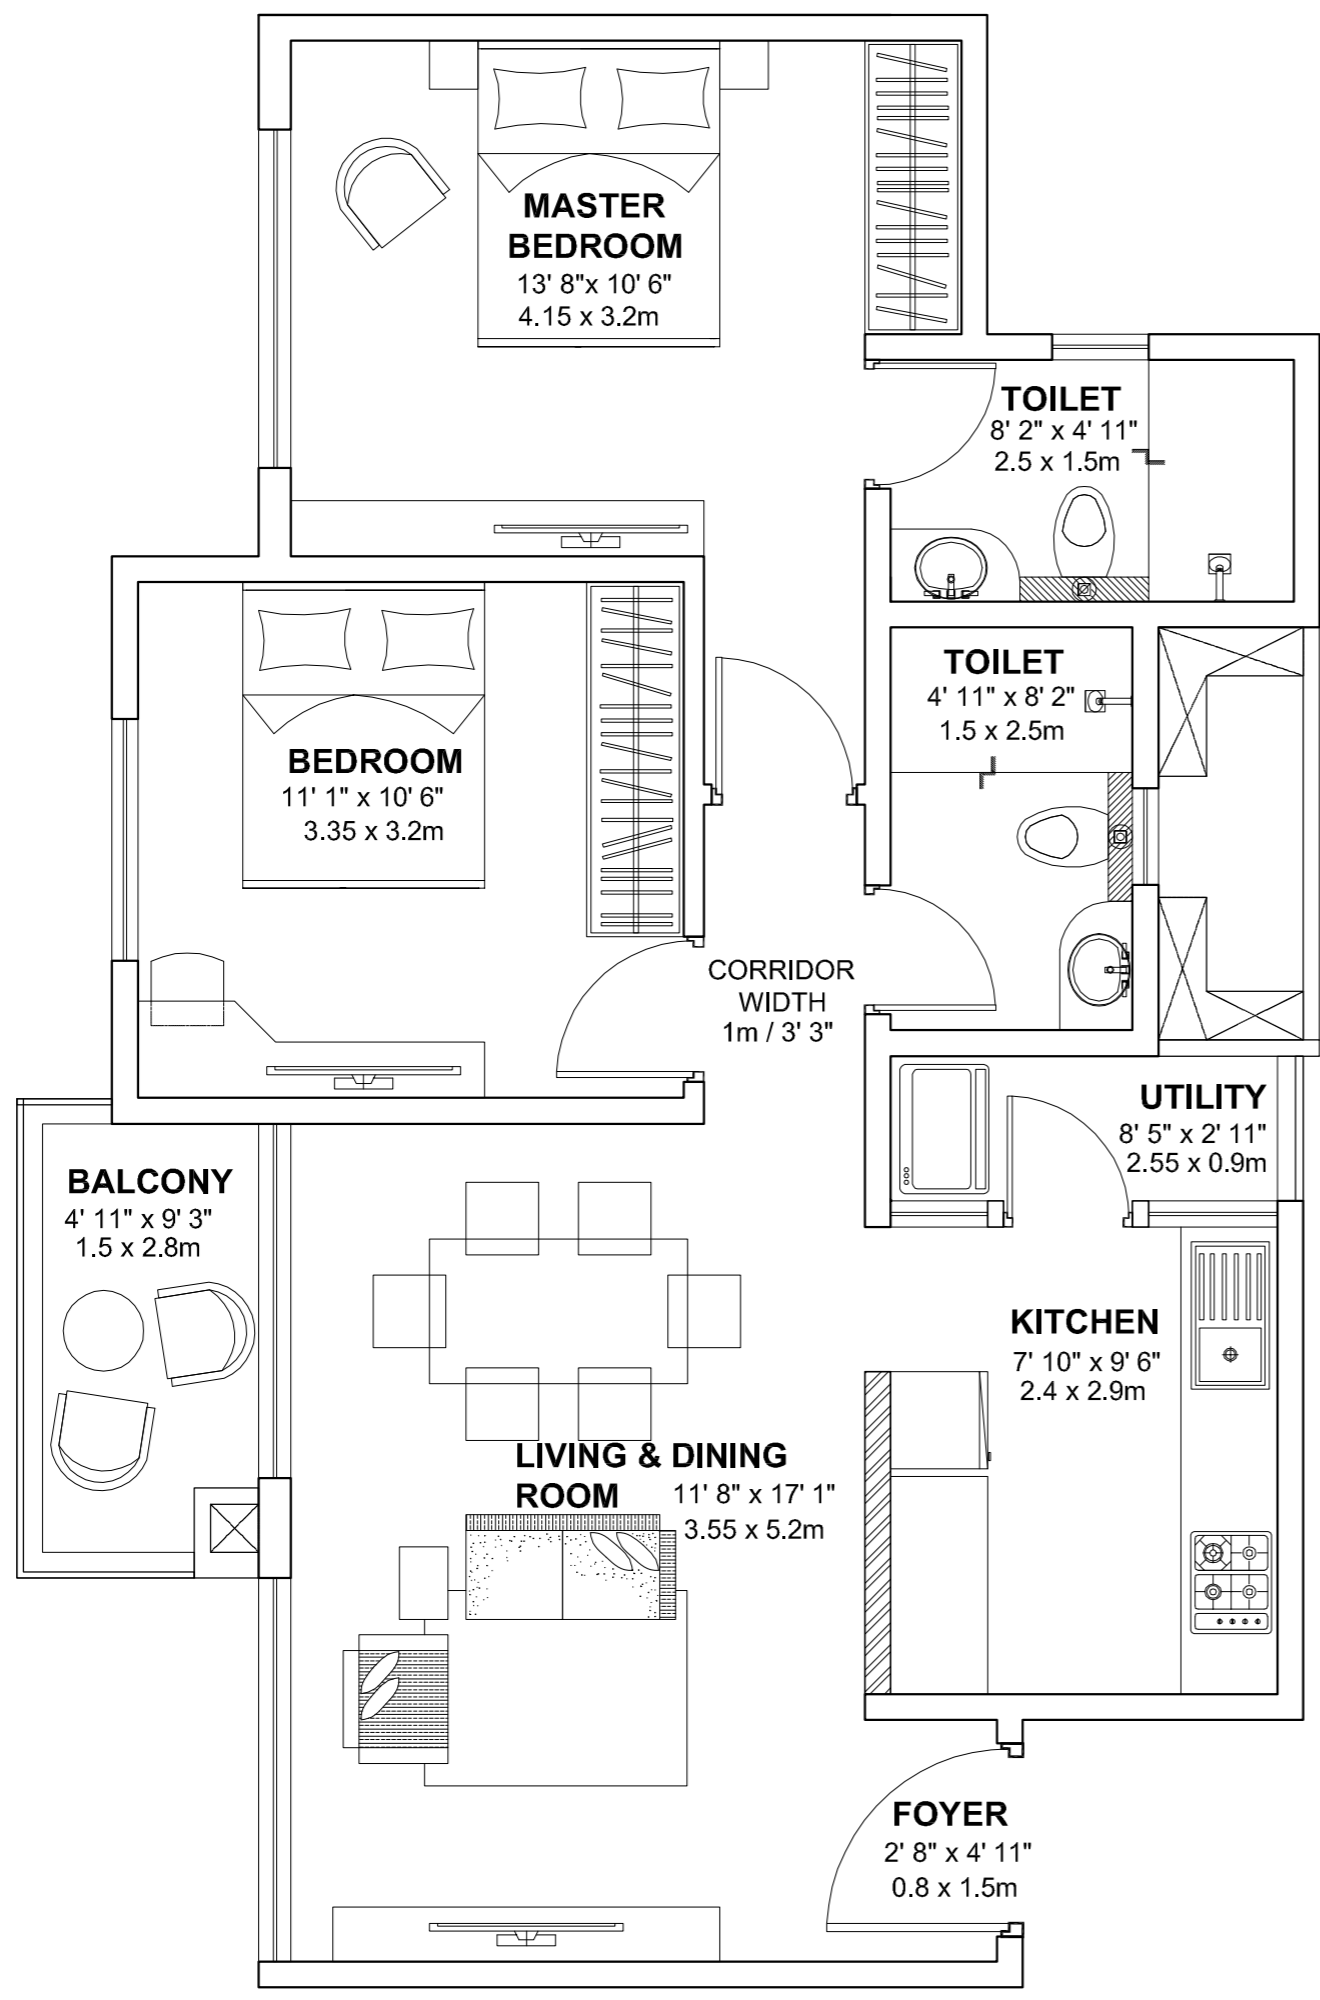 MASTER
BEDROOM
13' 8"x 10' 6"
4.15 x 3.2m
TOILET
8' 2" x 4' 11"
2.5 x 1.5m
TOILET
4' 11" x 8' 2"
1.5 x 2.5m
BEDROOM
11' 1" x 10' 6"
3.35 x 3.2m
CORRIDOR
WIDTH
1m / 3' 3"
UTILITY
8' 5" x 2' 11"
2.55 x 0.9m
BALCONY
4' 11" x 9' 3"
1.5 x 2.8m
KITCHEN
7' 10" x 9' 6"
2.4 x 2.9m
LIVING & DINING
ROOM 11' 8" x 17' 1"
3.55 x 5.2m
FOYER
2' 8" x 4' 11"
0.8 x 1.5m